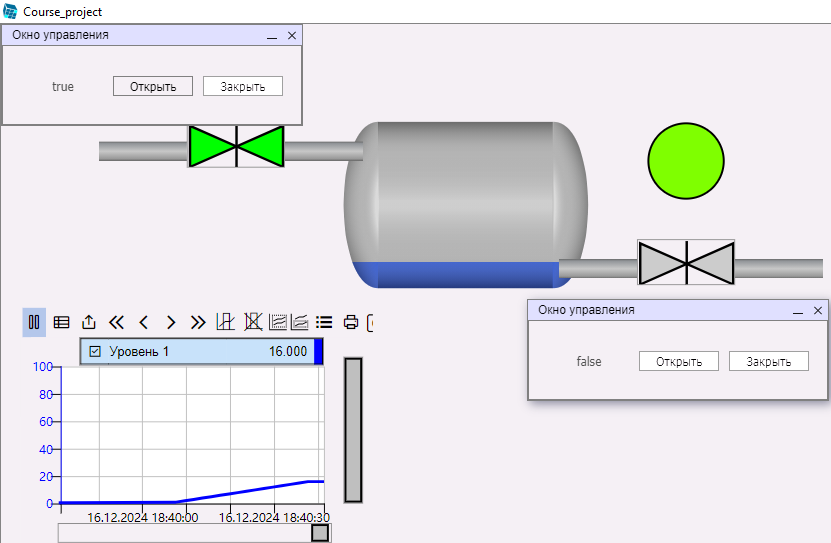 Course_project
Окно управления
true Открыть Закрыть
Окно управления
false Открыть Закрыть
Уровень 1 16.000
100
80
60
40
20
0
16.12.2024 18:40:00 16.12.2024 18:40:30